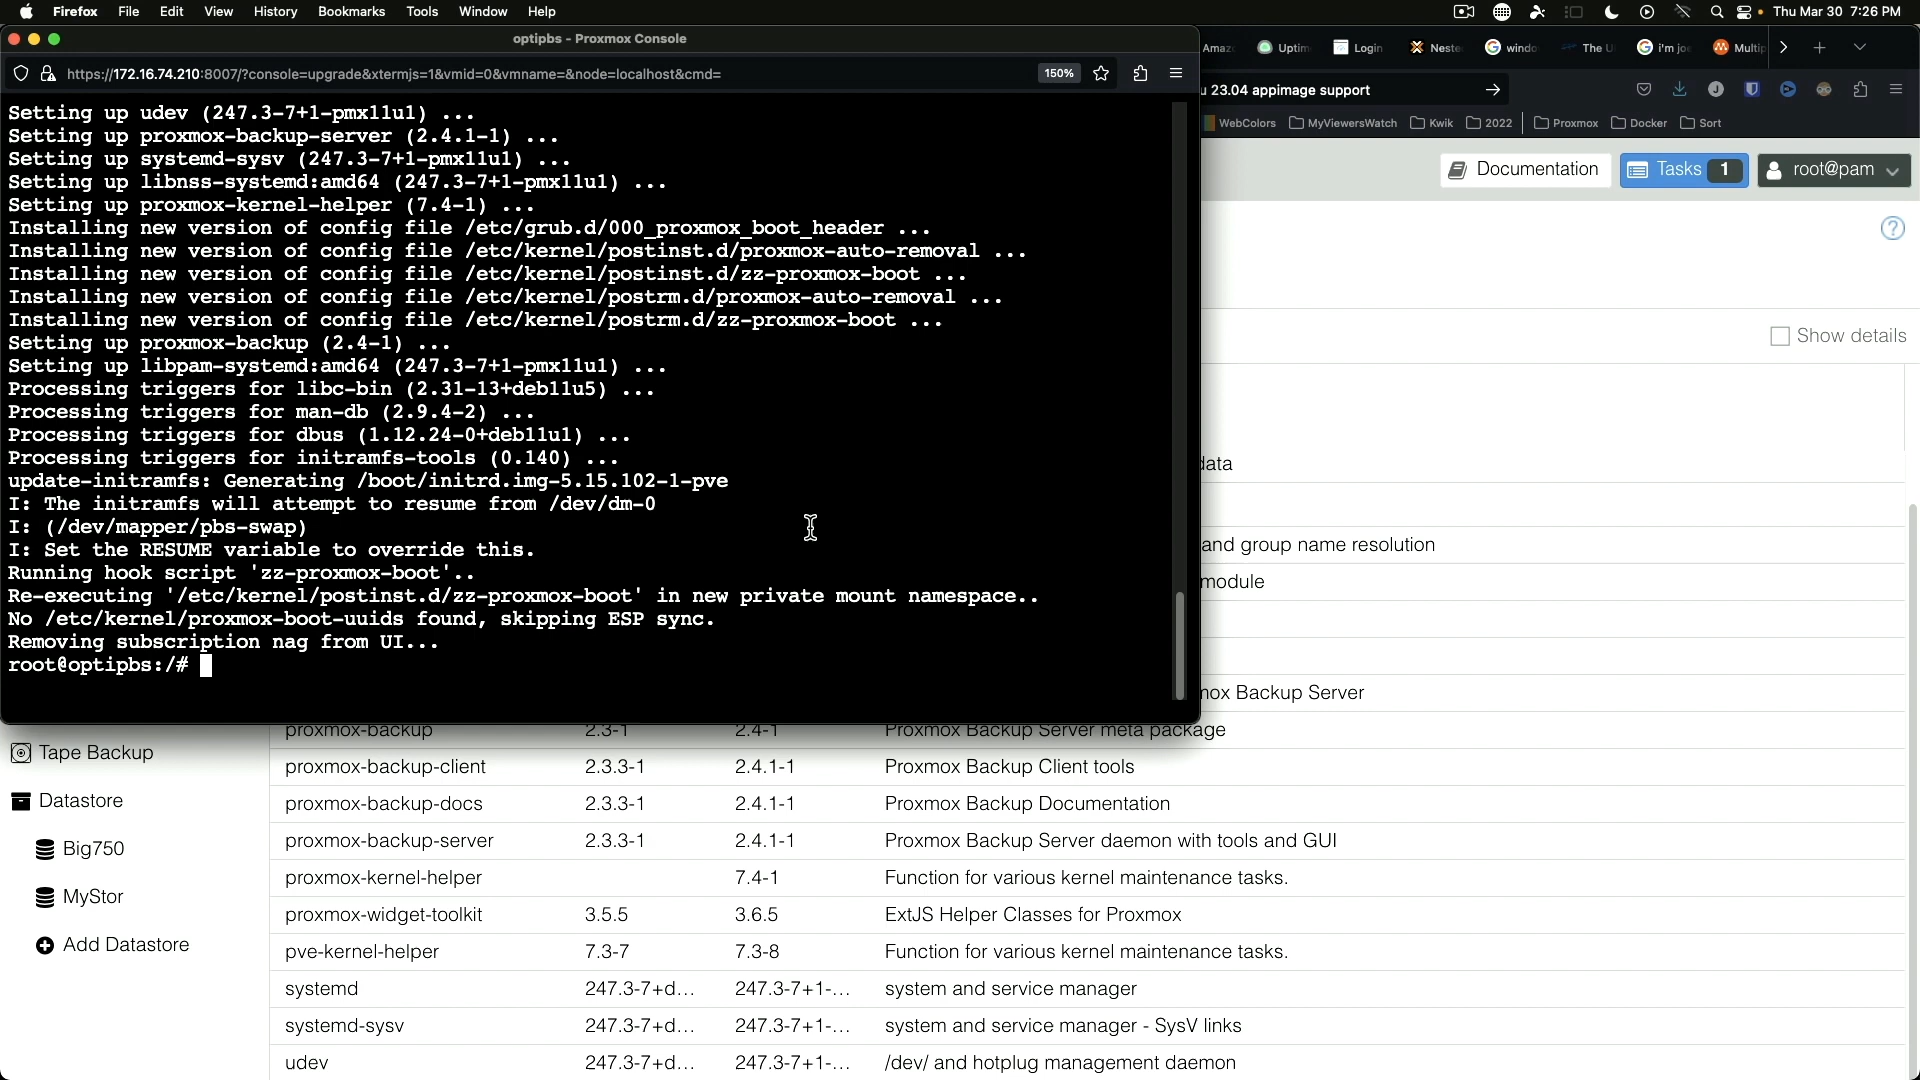 Firefox File Edit View History Bookmarks Tools Window Help
Thu Mar 30 7:26 PM
optipbs - Proxmox Console
https://172.16.74.210:8007/?console=upgrade&xtermjs=1&vmid=0&vmname=&node=localhost&cmd=
150%
Amaz Uptim Login Neste windo The U i'm jo Multip
u 23.04 appimage support
WebColors MyViewersWatch Kwik 2022 Proxmox Docker Sort
Documentation Tasks 1 root@pam
Show details
Setting up udev (247.3-7+1-pmx11u1) ...
Setting up proxmox-backup-server (2.4.1-1) ...
Setting up systemd-sysv (247.3-7+1-pmx11u1) ...
Setting up libnss-systemd:amd64 (247.3-7+1-pmx11u1) ...
Setting up proxmox-kernel-helper (7.4-1) ...
Installing new version of config file /etc/grub.d/000_proxmox_boot_header ...
Installing new version of config file /etc/kernel/postinst.d/proxmox-auto-removal ...
Installing new version of config file /etc/kernel/postinst.d/zz-proxmox-boot ...
Installing new version of config file /etc/kernel/postrm.d/proxmox-auto-removal ...
Installing new version of config file /etc/kernel/postrm.d/zz-proxmox-boot ...
Setting up proxmox-backup (2.4-1) ...
Setting up libpam-systemd:amd64 (247.3-7+1-pmx11u1) ...
Processing triggers for libc-bin (2.31-13+deb11u5) ...
Processing triggers for man-db (2.9.4-2) ...
Processing triggers for dbus (1.12.24-0+deb11u1) ...
Processing triggers for initramfs-tools (0.140) ...
update-initramfs: Generating /boot/initrd.img-5.15.102-1-pve
I: The initramfs will attempt to resume from /dev/dm-0
I: (/dev/mapper/pbs-swap)
I: Set the RESUME variable to override this.
Running hook script 'zz-proxmox-boot'..
Re-executing '/etc/kernel/postinst.d/zz-proxmox-boot' in new private mount namespace..
No /etc/kernel/proxmox-boot-uuids found, skipping ESP sync.
Removing subscription nag from UI...
root@optipbs:/#
data
and group name resolution
module
mox Backup Server
Tape Backup
Datastore
Big750
MyStor
Add Datastore
proxmox-backup 2.3-1 2.4-1 Proxmox Backup Server meta package
proxmox-backup-client 2.3.3-1 2.4.1-1 Proxmox Backup Client tools
proxmox-backup-docs 2.3.3-1 2.4.1-1 Proxmox Backup Documentation
proxmox-backup-server 2.3.3-1 2.4.1-1 Proxmox Backup Server daemon with tools and GUI
proxmox-kernel-helper 7.4-1 Function for various kernel maintenance tasks.
proxmox-widget-toolkit 3.5.5 3.6.5 ExtJS Helper Classes for Proxmox
pve-kernel-helper 7.3-7 7.3-8 Function for various kernel maintenance tasks.
systemd 247.3-7+d... 247.3-7+1-... system and service manager
systemd-sysv 247.3-7+d... 247.3-7+1-... system and service manager - SysV links
udev 247.3-7+d... 247.3-7+1-... /dev/ and hotplug management daemon